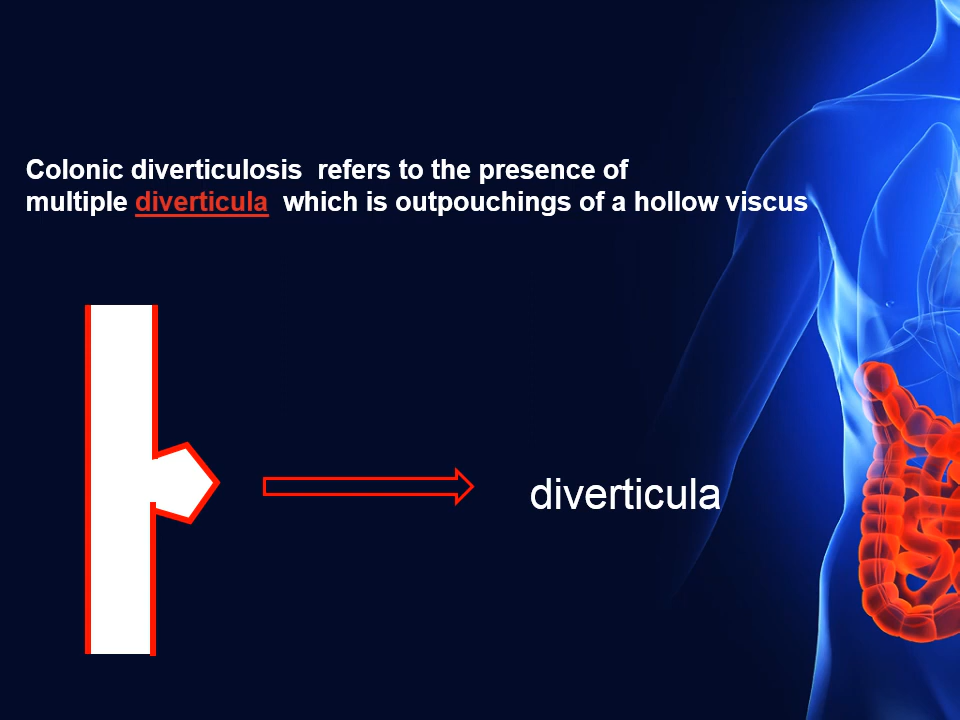 Colonic diverticulosis  refers to the presence of
multiple diverticula  which is outpouchings of a hollow viscus
diverticula